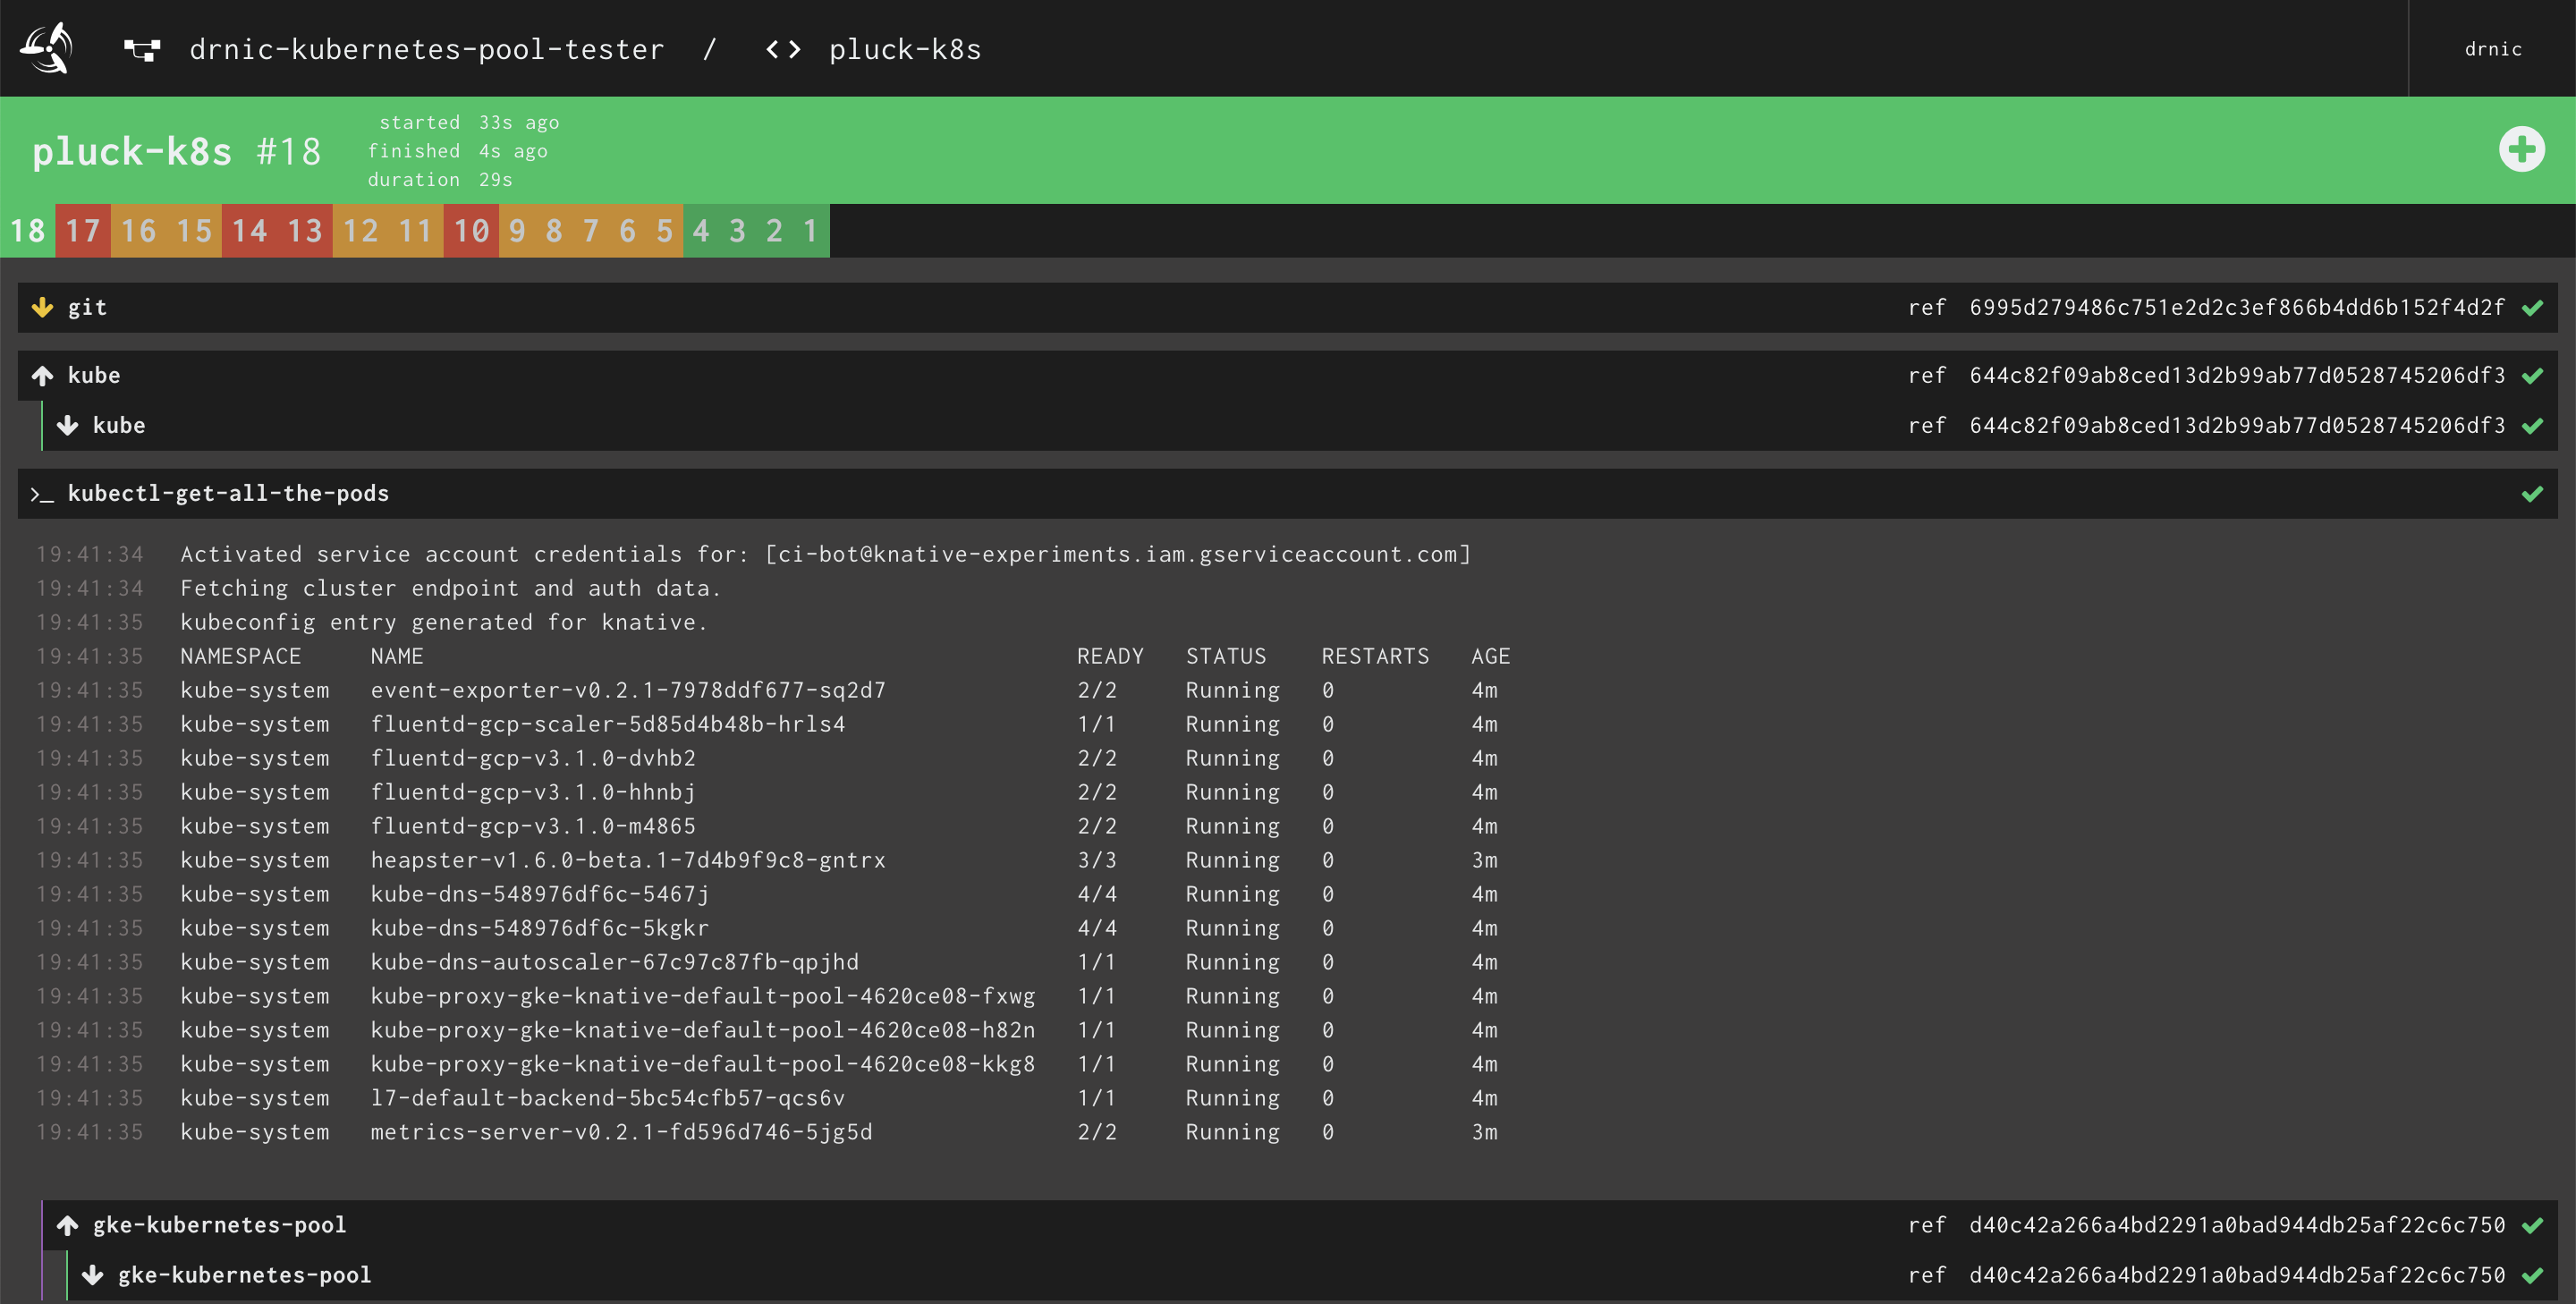 drnic-kubernetes-pool-tester / <> pluck-k8s drnic
pluck-k8s #18
started 33s ago
finished 4s ago
duration 29s
18 17 16 15 14 13 12 11 10 9 8 7 6 5 4 3 2 1
git ref 6995d279486c751e2d2c3ef866b4dd6b152f4d2f
kube ref 644c82f09ab8ced13d2b99ab77d0528745206df3
kube ref 644c82f09ab8ced13d2b99ab77d0528745206df3
>_ kubectl-get-all-the-pods
19:41:34 Activated service account credentials for: [ci-bot@knative-experiments.iam.gserviceaccount.com]
19:41:34 Fetching cluster endpoint and auth data.
19:41:35 kubeconfig entry generated for knative.
19:41:35 NAMESPACE NAME READY STATUS RESTARTS AGE
19:41:35 kube-system event-exporter-v0.2.1-7978ddf677-sq2d7 2/2 Running 0 4m
19:41:35 kube-system fluentd-gcp-scaler-5d85d4b48b-hrls4 1/1 Running 0 4m
19:41:35 kube-system fluentd-gcp-v3.1.0-dvhb2 2/2 Running 0 4m
19:41:35 kube-system fluentd-gcp-v3.1.0-hhnbj 2/2 Running 0 4m
19:41:35 kube-system fluentd-gcp-v3.1.0-m4865 2/2 Running 0 4m
19:41:35 kube-system heapster-v1.6.0-beta.1-7d4b9f9c8-gntrx 3/3 Running 0 3m
19:41:35 kube-system kube-dns-548976df6c-5467j 4/4 Running 0 4m
19:41:35 kube-system kube-dns-548976df6c-5kgkr 4/4 Running 0 4m
19:41:35 kube-system kube-dns-autoscaler-67c97c87fb-qpjhd 1/1 Running 0 4m
19:41:35 kube-system kube-proxy-gke-knative-default-pool-4620ce08-fxwg 1/1 Running 0 4m
19:41:35 kube-system kube-proxy-gke-knative-default-pool-4620ce08-h82n 1/1 Running 0 4m
19:41:35 kube-system kube-proxy-gke-knative-default-pool-4620ce08-kkg8 1/1 Running 0 4m
19:41:35 kube-system l7-default-backend-5bc54cfb57-qcs6v 1/1 Running 0 4m
19:41:35 kube-system metrics-server-v0.2.1-fd596d746-5jg5d 2/2 Running 0 3m
gke-kubernetes-pool ref d40c42a266a4bd2291a0bad944db25af22c6c750
gke-kubernetes-pool ref d40c42a266a4bd2291a0bad944db25af22c6c750